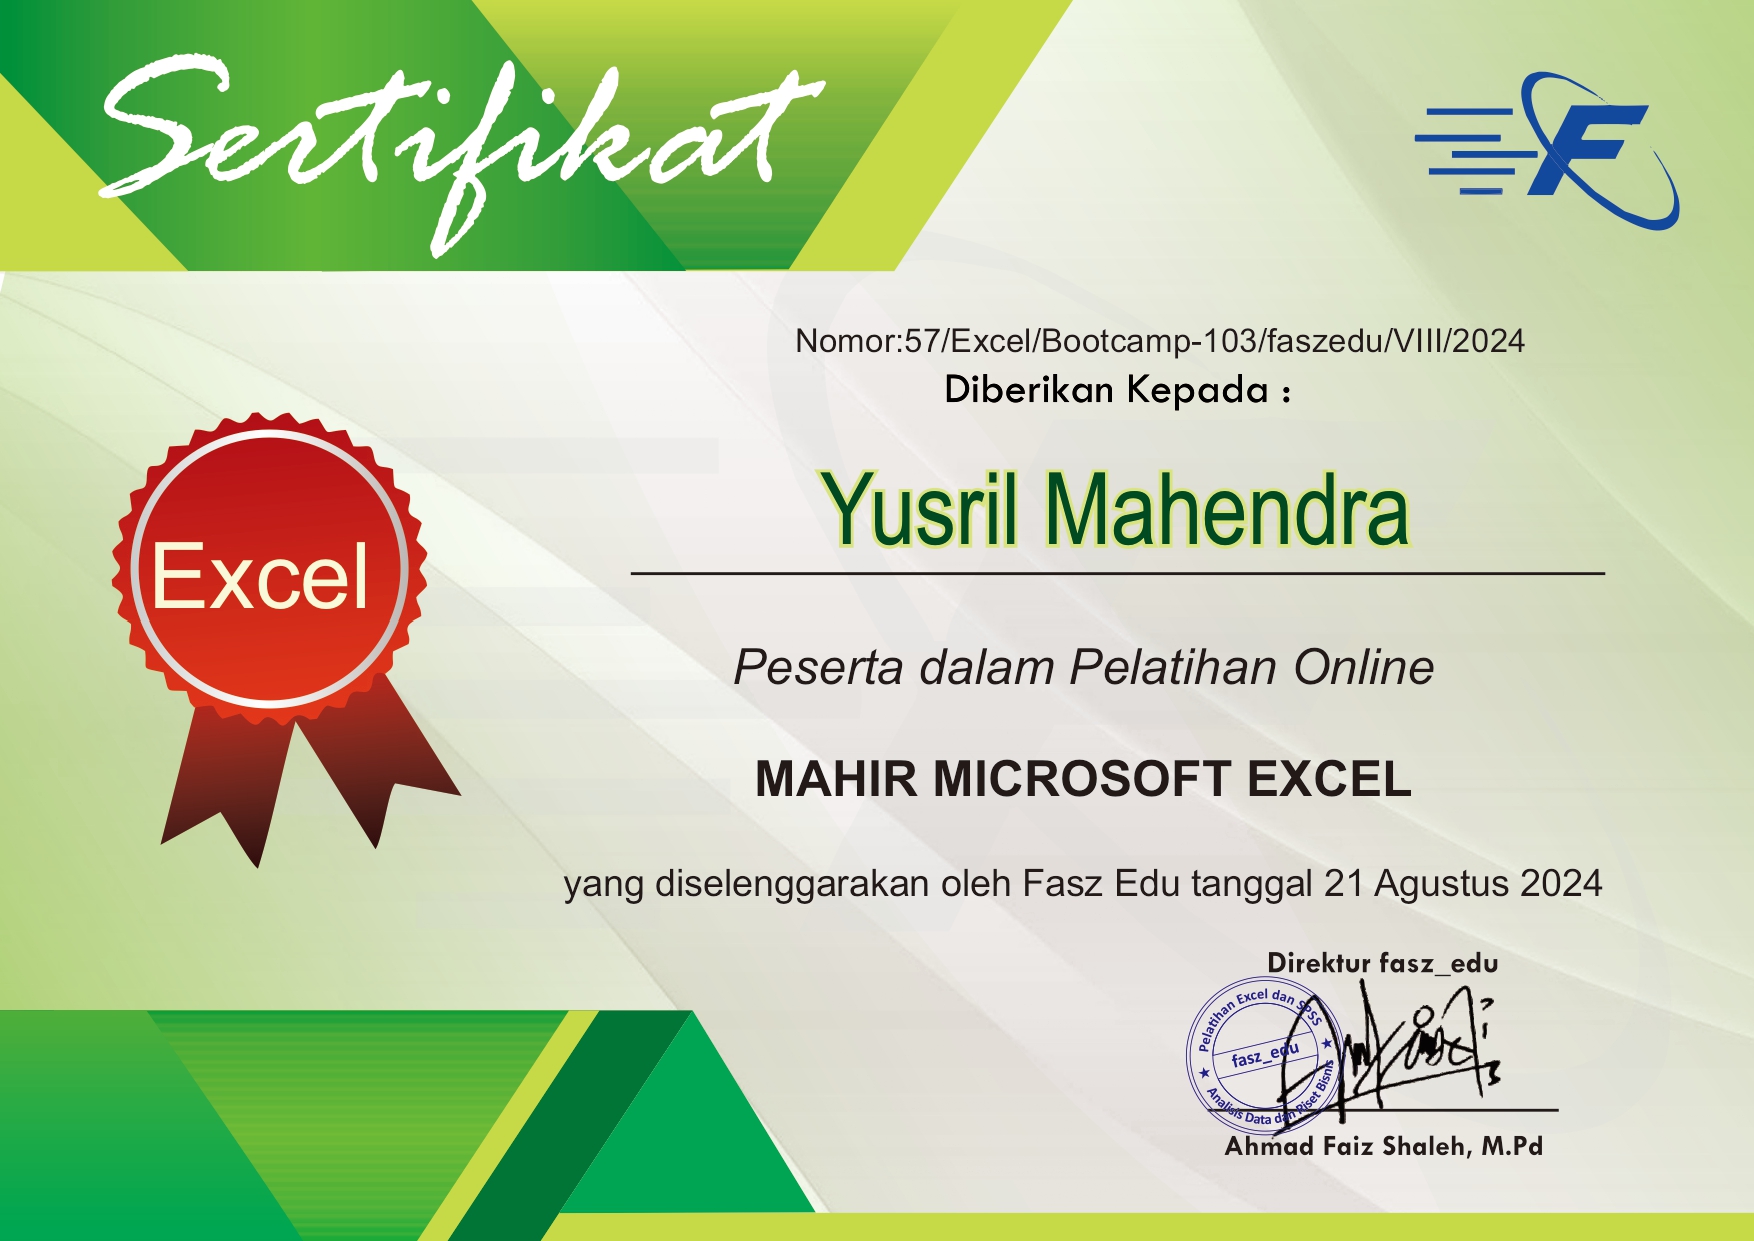 Sertifikat
F
Nomor:57/Excel/Bootcamp-103/faszedu/VIII/2024
Diberikan Kepada :
Yusril Mahendra
Excel
Peserta dalam Pelatihan Online
MAHIR MICROSOFT EXCEL
yang diselenggarakan oleh Fasz Edu tanggal 21 Agustus 2024
Direktur fasz_edu
Pelatihan Excel dan SPSS
fasz_edu
Analisis Data dan Riset Bisnis
Ahmad Faiz Shaleh, M.Pd